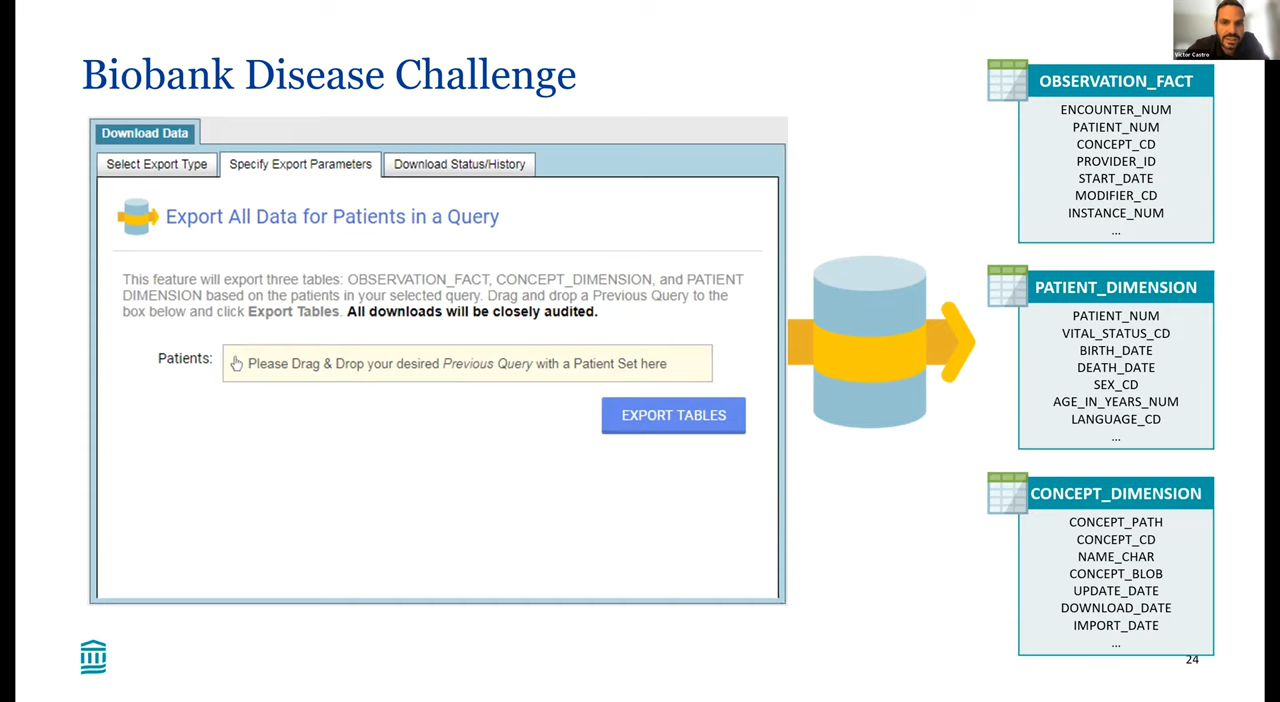 Biobank Disease Challenge
Victor Castro
Download Data
Select Export Type
Specify Export Parameters
Download Status/History
Export All Data for Patients in a Query
This feature will export three tables: OBSERVATION_FACT, CONCEPT_DIMENSION, and PATIENT
DIMENSION based on the patients in your selected query. Drag and drop a Previous Query to the
box below and click Export Tables. All downloads will be closely audited.
Patients:
Please Drag & Drop your desired Previous Query with a Patient Set here
EXPORT TABLES
OBSERVATION_FACT
ENCOUNTER_NUM
PATIENT_NUM
CONCEPT_CD
PROVIDER_ID
START_DATE
MODIFIER_CD
INSTANCE_NUM
...
PATIENT_DIMENSION
PATIENT_NUM
VITAL_STATUS_CD
BIRTH_DATE
DEATH_DATE
SEX_CD
AGE_IN_YEARS_NUM
LANGUAGE_CD
...
CONCEPT_DIMENSION
CONCEPT_PATH
CONCEPT_CD
NAME_CHAR
CONCEPT_BLOB
UPDATE_DATE
DOWNLOAD_DATE
IMPORT_DATE
...
24